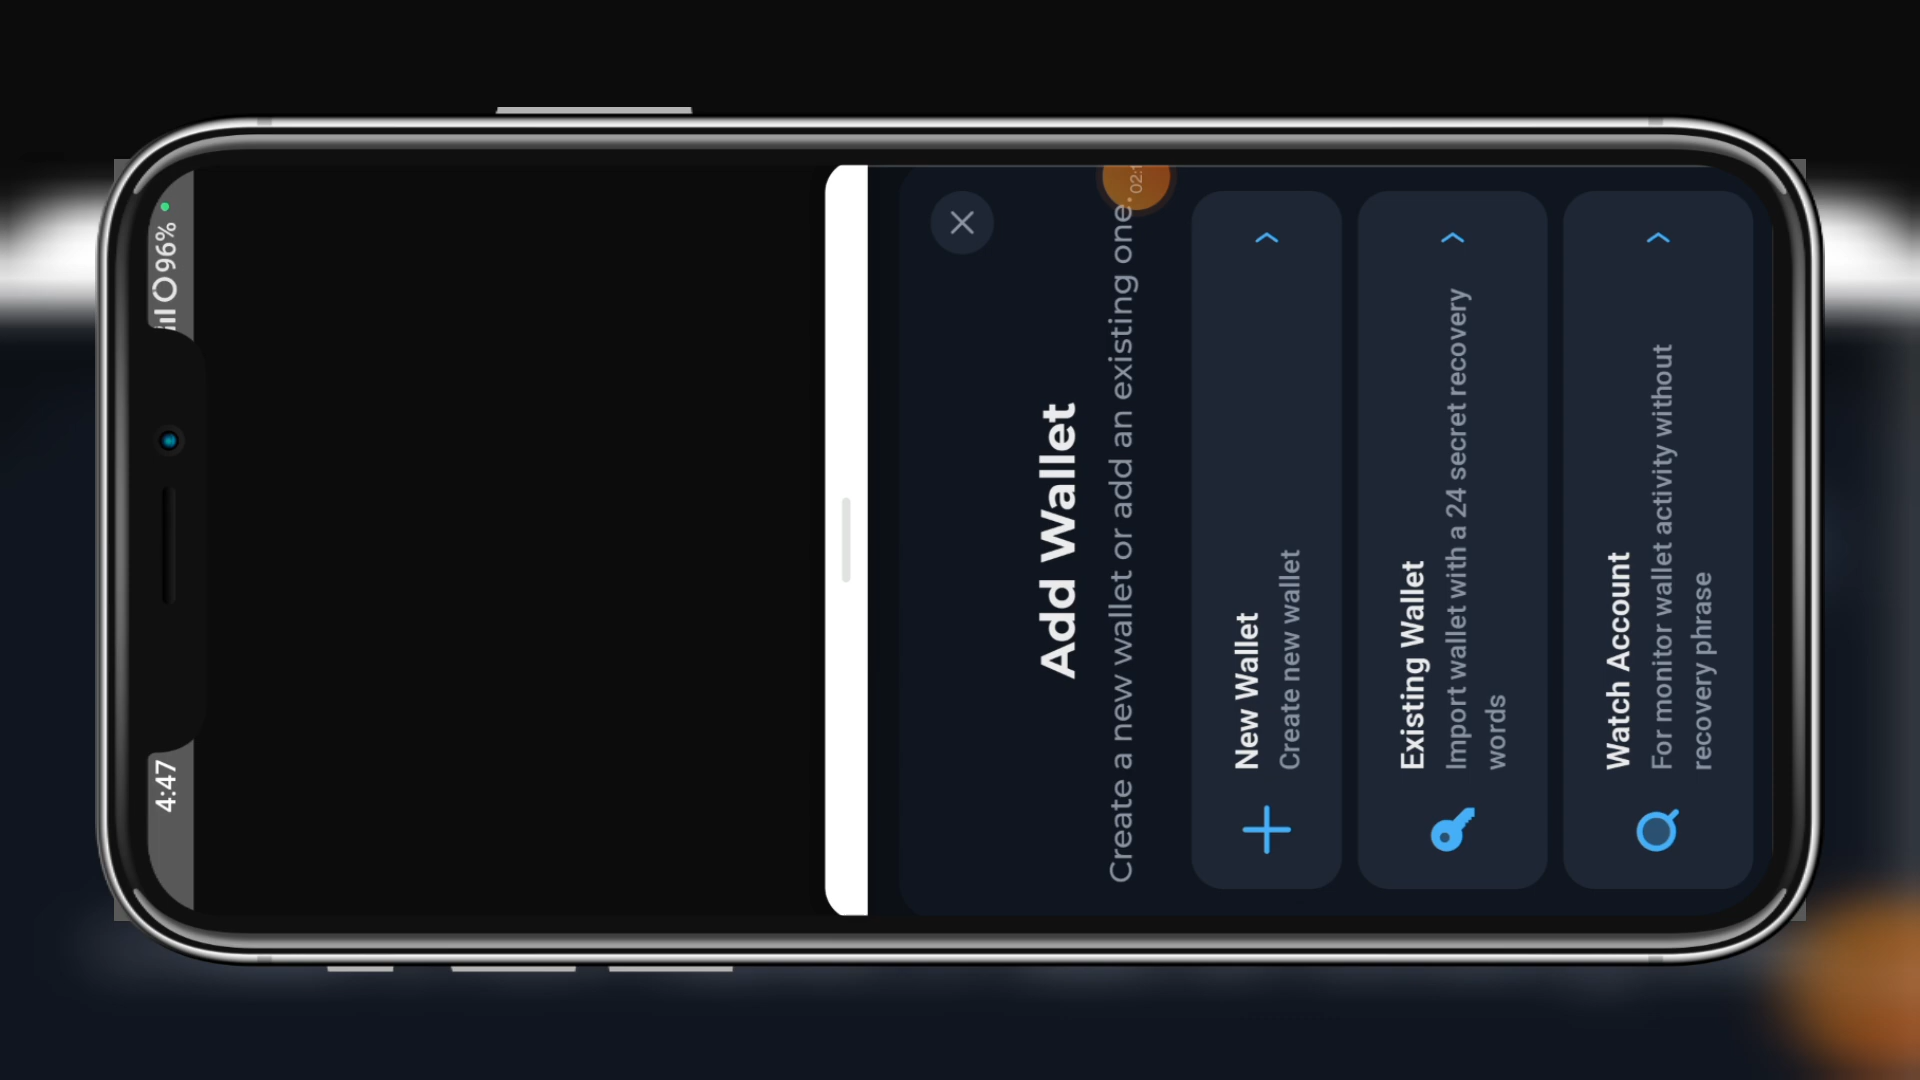 4:47
96%
Add Wallet
Create a new wallet or add an existing one.
New Wallet
Create new wallet
Existing Wallet
Import wallet with a 24 secret recovery
words
Watch Account
For monitor wallet activity without
recovery phrase